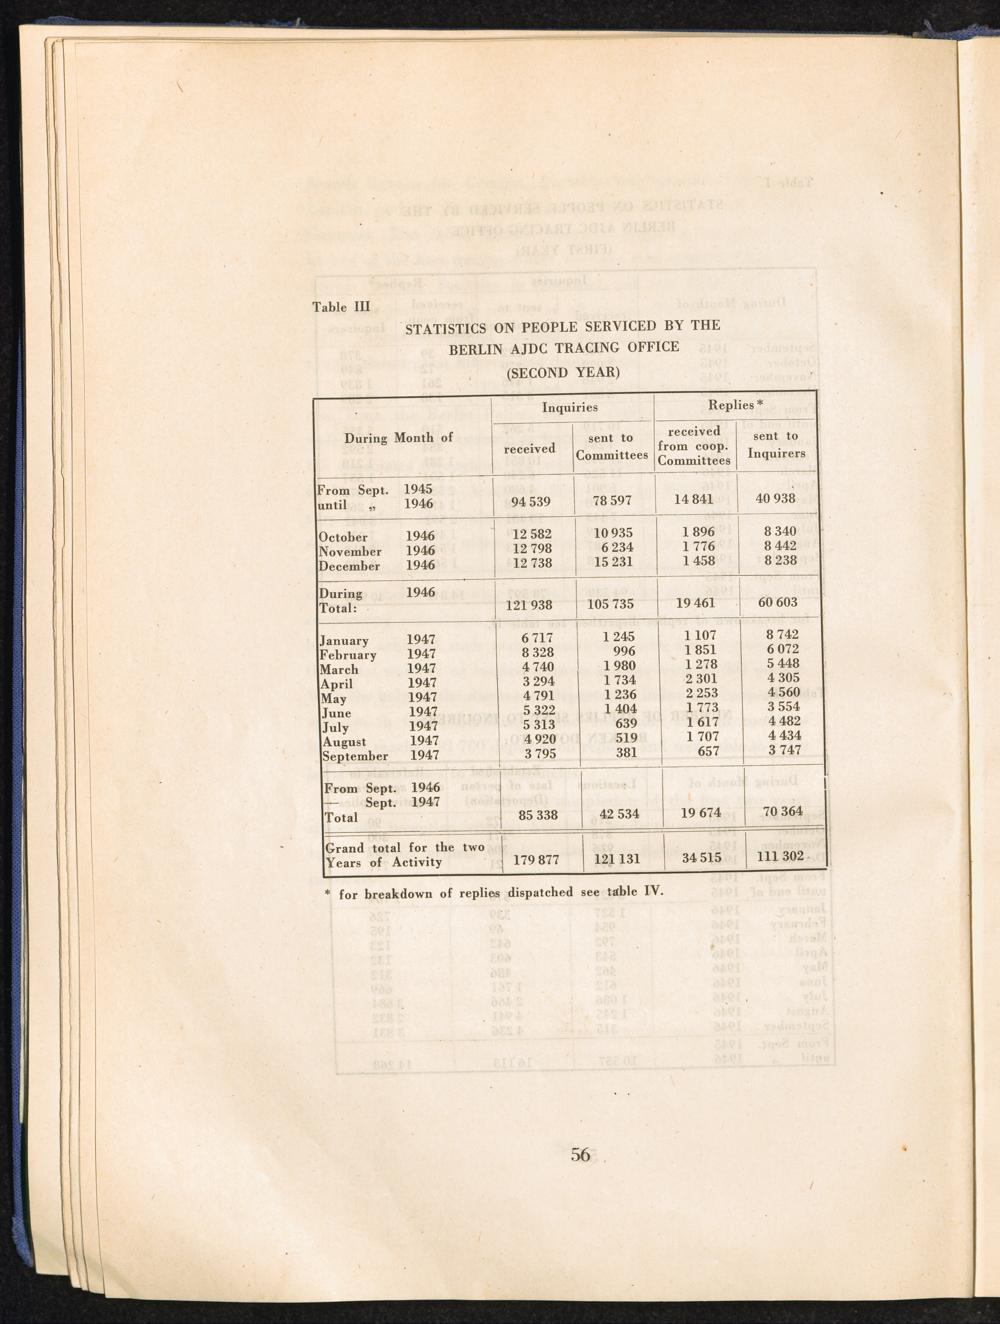 Table III
STATISTICS ON PEOPLE SERVICED BY THE
BERLIN AJDC TRACING OFFICE
(SECOND YEAR)
During Month of | Inquiries | Replies *
received | sent to Committees | received from coop. Committees | sent to Inquirers
From Sept. 1945
until „ 1946 | 94 539 | 78 597 | 14 841 | 40 938
October 1946 | 12 582 | 10 935 | 1 896 | 8 340
November 1946 | 12 798 | 6 234 | 1 776 | 8 442
December 1946 | 12 738 | 15 231 | 1 458 | 8 238
During 1946
Total: | 121 938 | 105 735 | 19 461 | 60 603
January 1947 | 6 717 | 1 245 | 1 107 | 8 742
February 1947 | 8 328 | 996 | 1 851 | 6 072
March 1947 | 4 740 | 1 980 | 1 278 | 5 448
April 1947 | 3 294 | 1 734 | 2 301 | 4 305
May 1947 | 4 791 | 1 236 | 2 253 | 4 560
June 1947 | 5 322 | 1 404 | 1 773 | 3 554
July 1947 | 5 313 | 639 | 1 617 | 4 482
August 1947 | 4 920 | 519 | 1 707 | 4 434
September 1947 | 3 795 | 381 | 657 | 3 747
From Sept. 1946
— Sept. 1947
Total | 85 338 | 42 534 | 19 674 | 70 364
Grand total for the two
Years of Activity | 179 877 | 121 131 | 34 515 | 111 302
* for breakdown of replies dispatched see table IV.
56